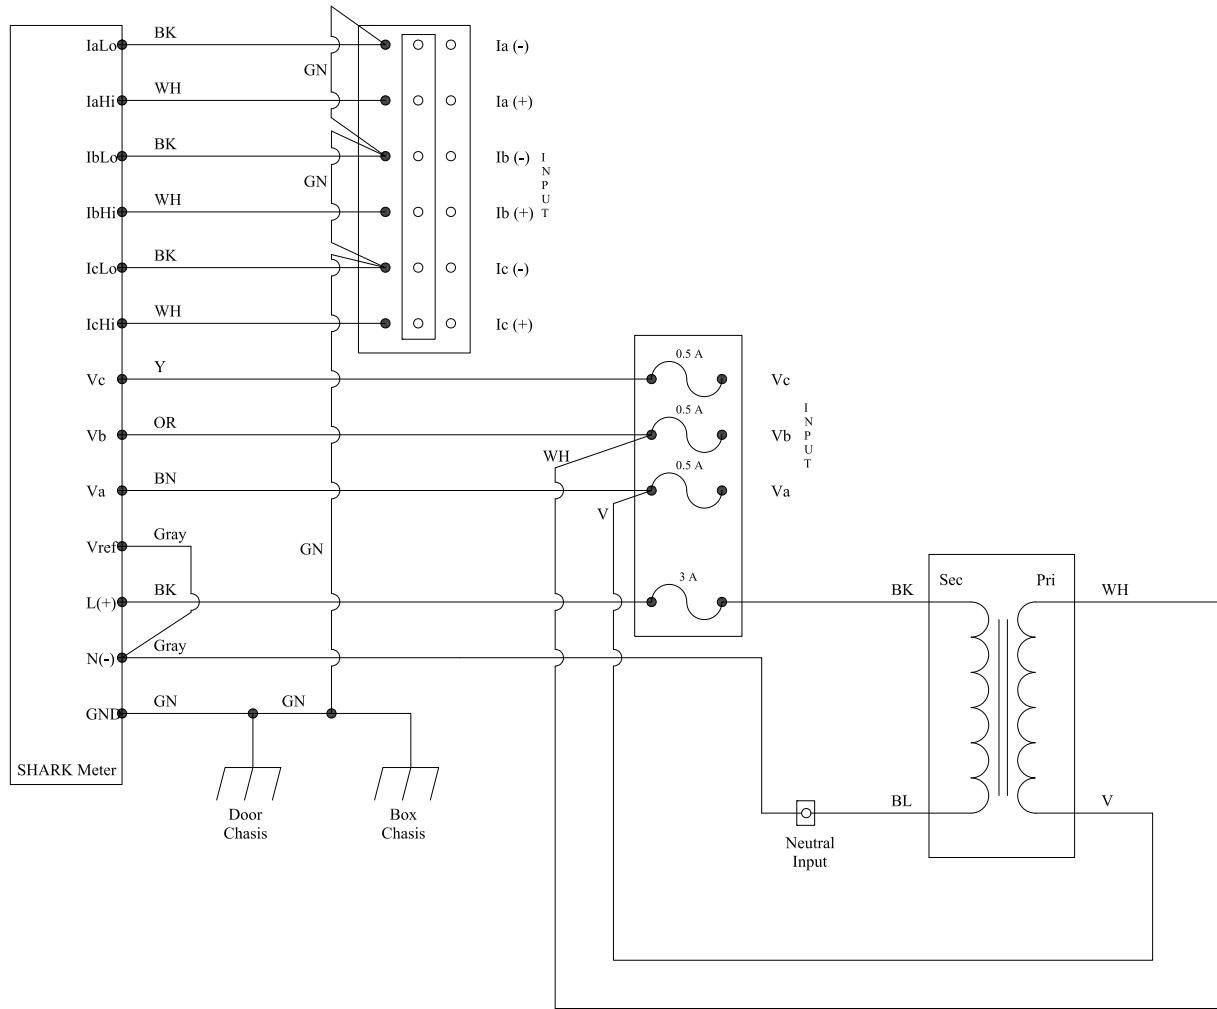 IaLo BK Ia (-)
GN
IaHi WH Ia (+)
IbLo BK Ib (-)
GN
IbHi WH Ib (+)
INPUT
IcLo BK Ic (-)
IcHi WH Ic (+)
Vc Y 0.5 A Vc
Vb OR 0.5 A Vb
INPUT
WH
Va BN 0.5 A Va
V
Vref Gray
GN
L(+) BK 3 A BK Sec Pri WH
N(-) Gray
GND GN GN
SHARK Meter
Door
Chasis
Box
Chasis
BL V
Neutral
Input